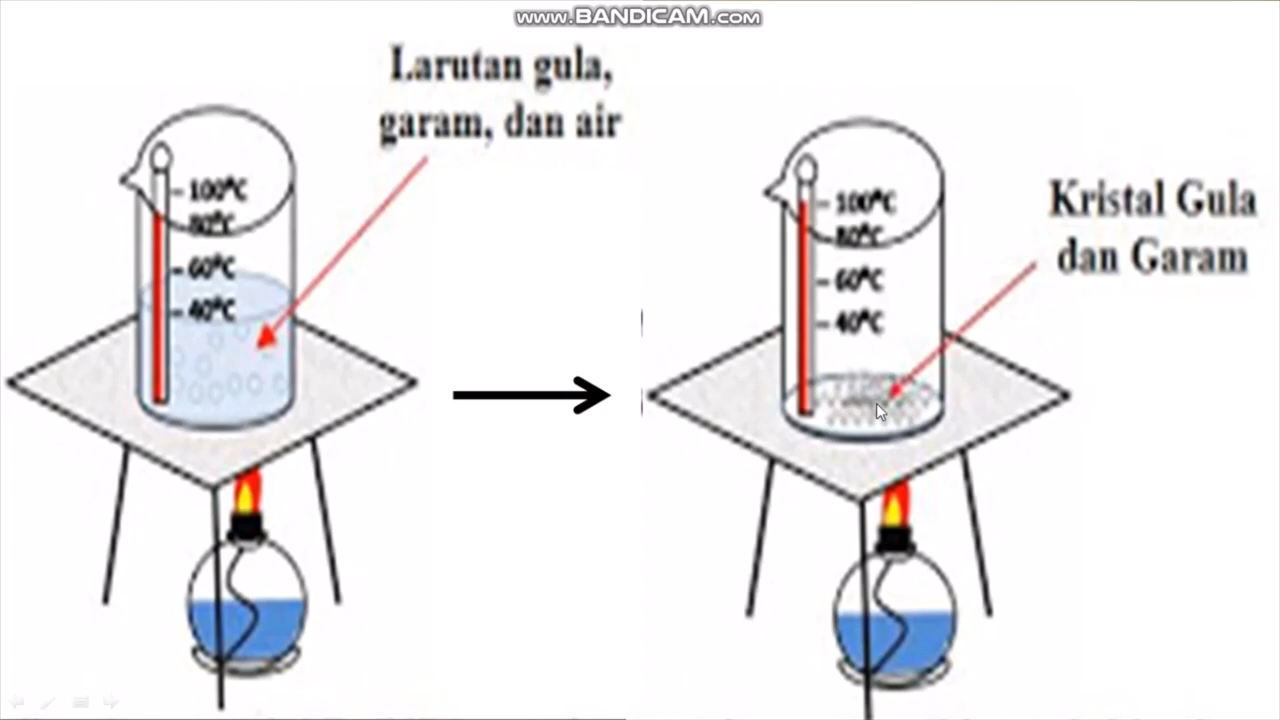 www.BANDICAM.com
Larutan gula,
garam, dan air
100°C
80°C
60°C
40°C
Kristal Gula
dan Garam
100°C
80°C
60°C
40°C